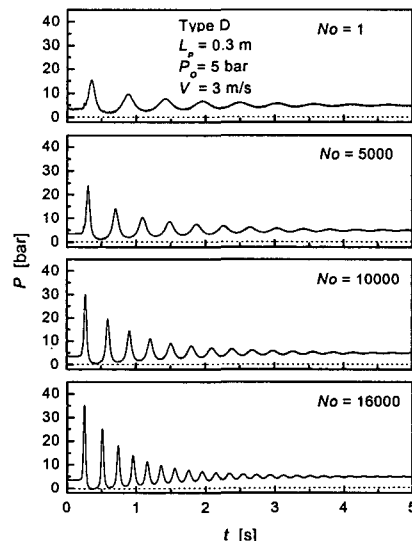 Type D
L_p = 0.3 m
P_o = 5 bar
V = 3 m/s
No = 1
40
30
20
10
0
No = 5000
40
30
20
10
0
No = 10000
40
30
20
10
0
No = 16000
40
30
20
10
0
P [bar]
0 1 2 3 4 5
t [s]